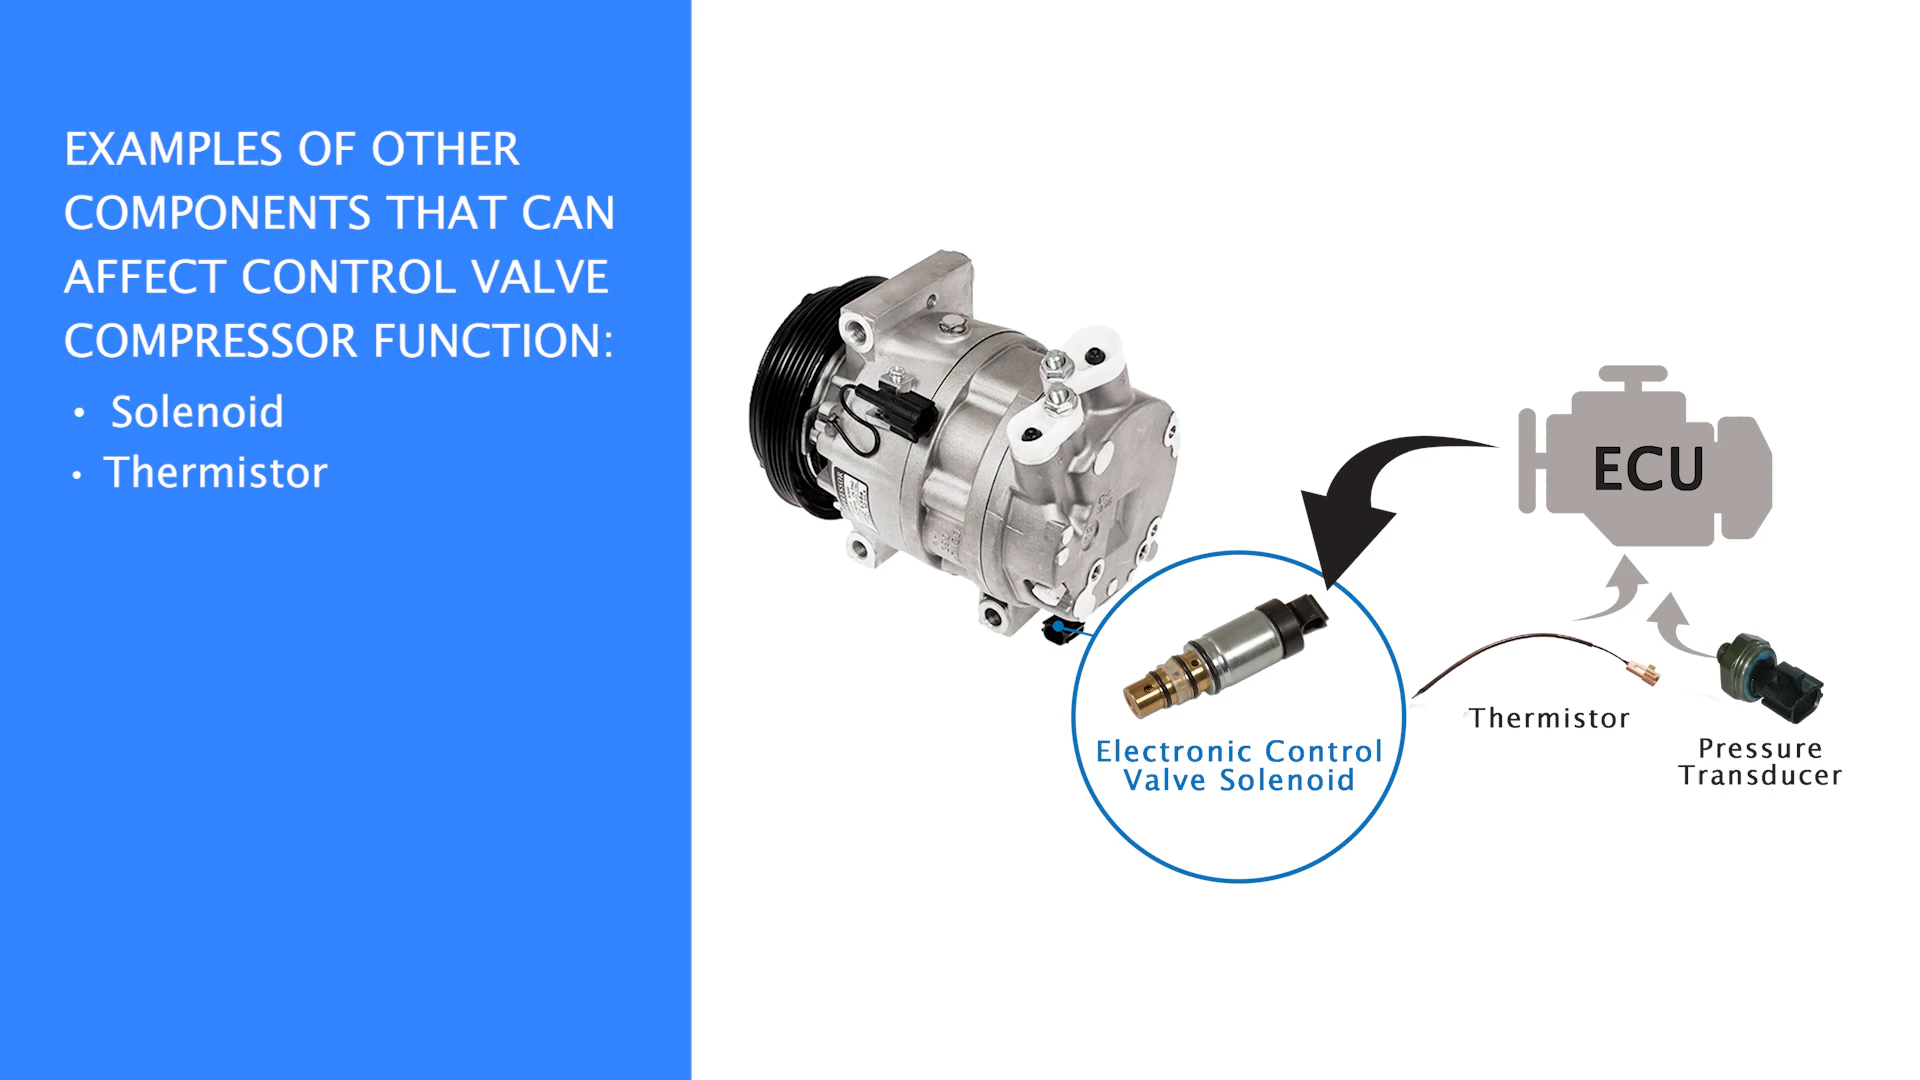 EXAMPLES OF OTHER
COMPONENTS THAT CAN
AFFECT CONTROL VALVE
COMPRESSOR FUNCTION:
• Solenoid
• Thermistor
ECU
Electronic Control
Valve Solenoid
Thermistor
Pressure
Transducer